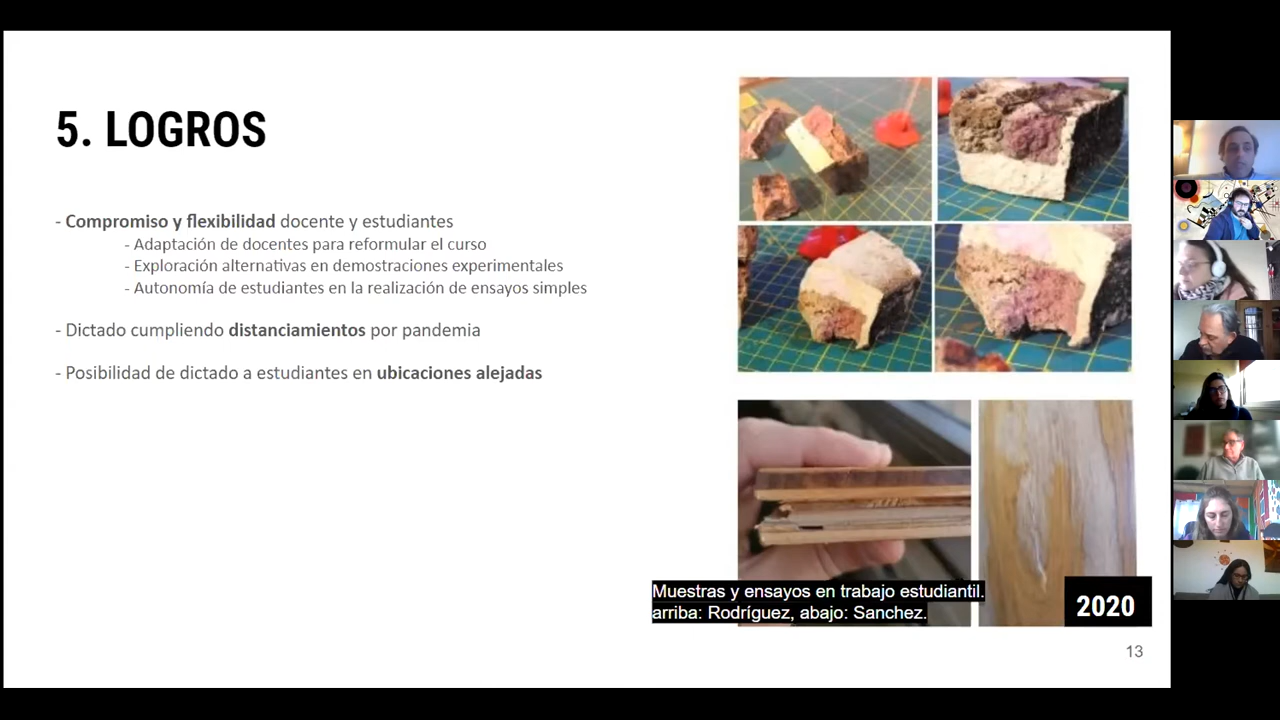 5. LOGROS
- Compromiso y flexibilidad docente y estudiantes
- Adaptación de docentes para reformular el curso
- Exploración alternativas en demostraciones experimentales
- Autonomía de estudiantes en la realización de ensayos simples
- Dictado cumpliendo distanciamientos por pandemia
- Posibilidad de dictado a estudiantes en ubicaciones alejadas
Muestras y ensayos en trabajo estudiantil.
arriba: Rodríguez, abajo: Sanchez.
2020
13